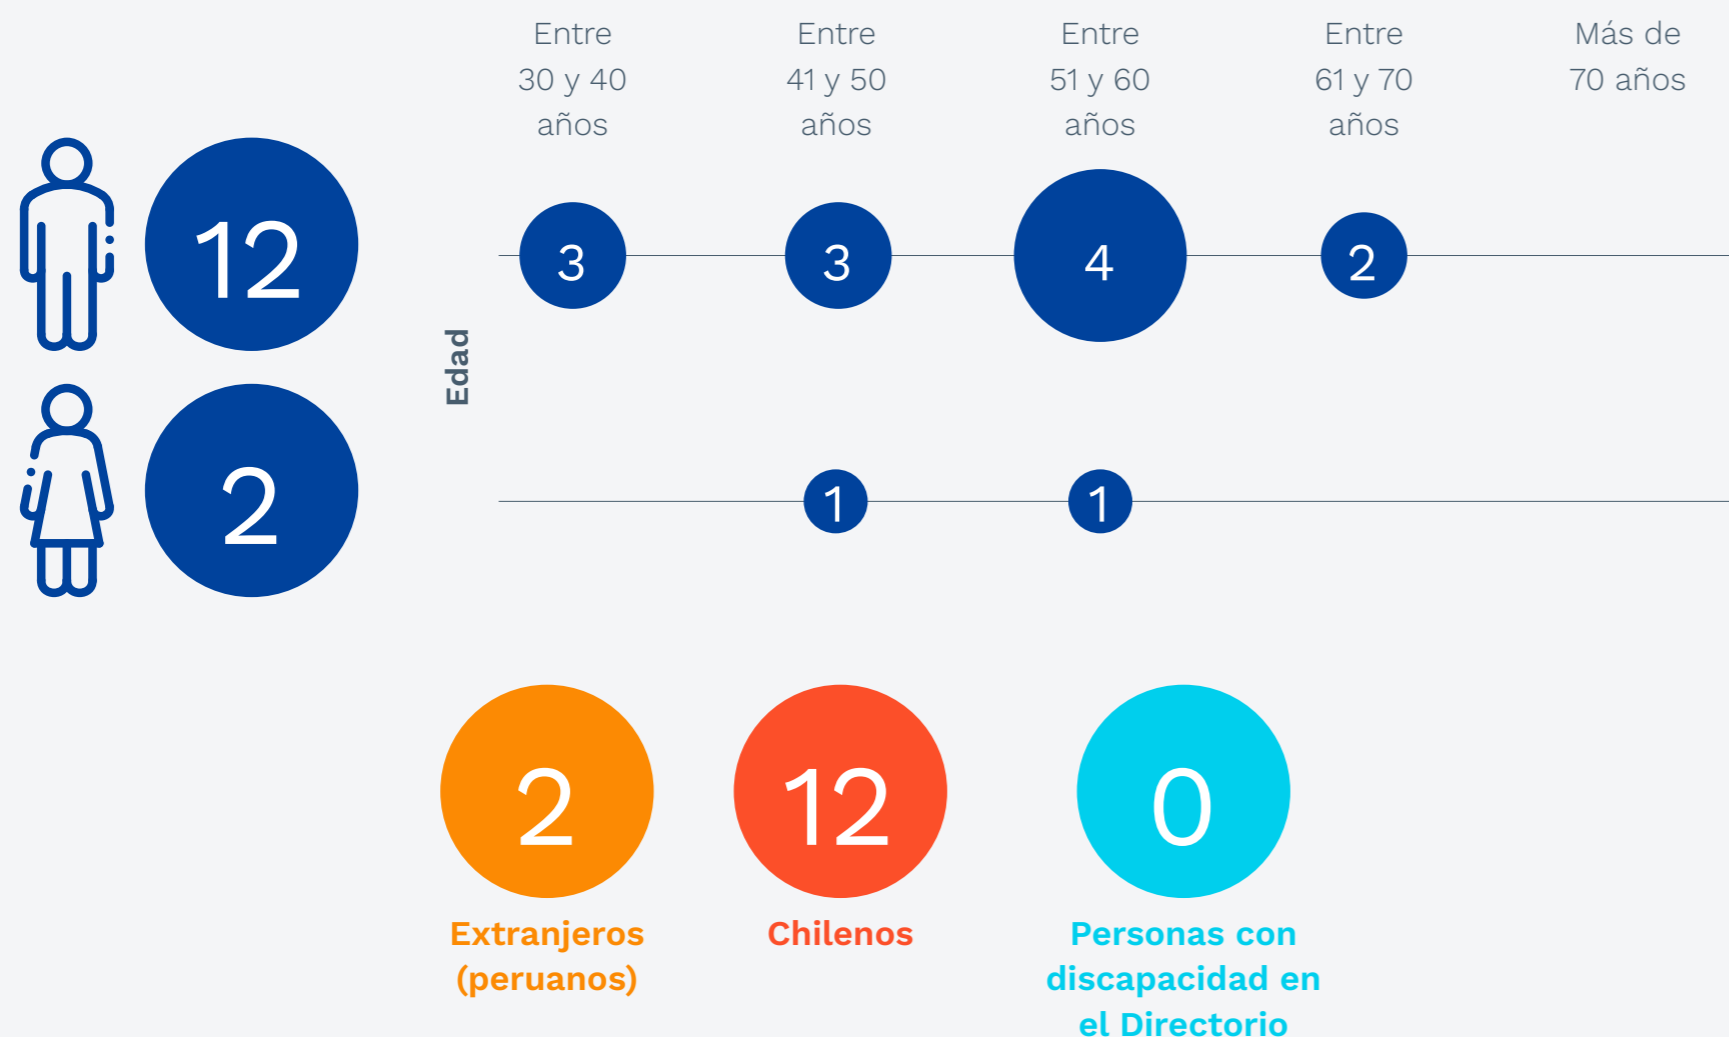 Entre
30 y 40
años
Entre
41 y 50
años
Entre
51 y 60
años
Entre
61 y 70
años
Más de
70 años
12
3
3
4
2
Edad
2
1
1
2
12
0
Extranjeros
(peruanos)
Chilenos
Personas con
discapacidad en
el Directorio